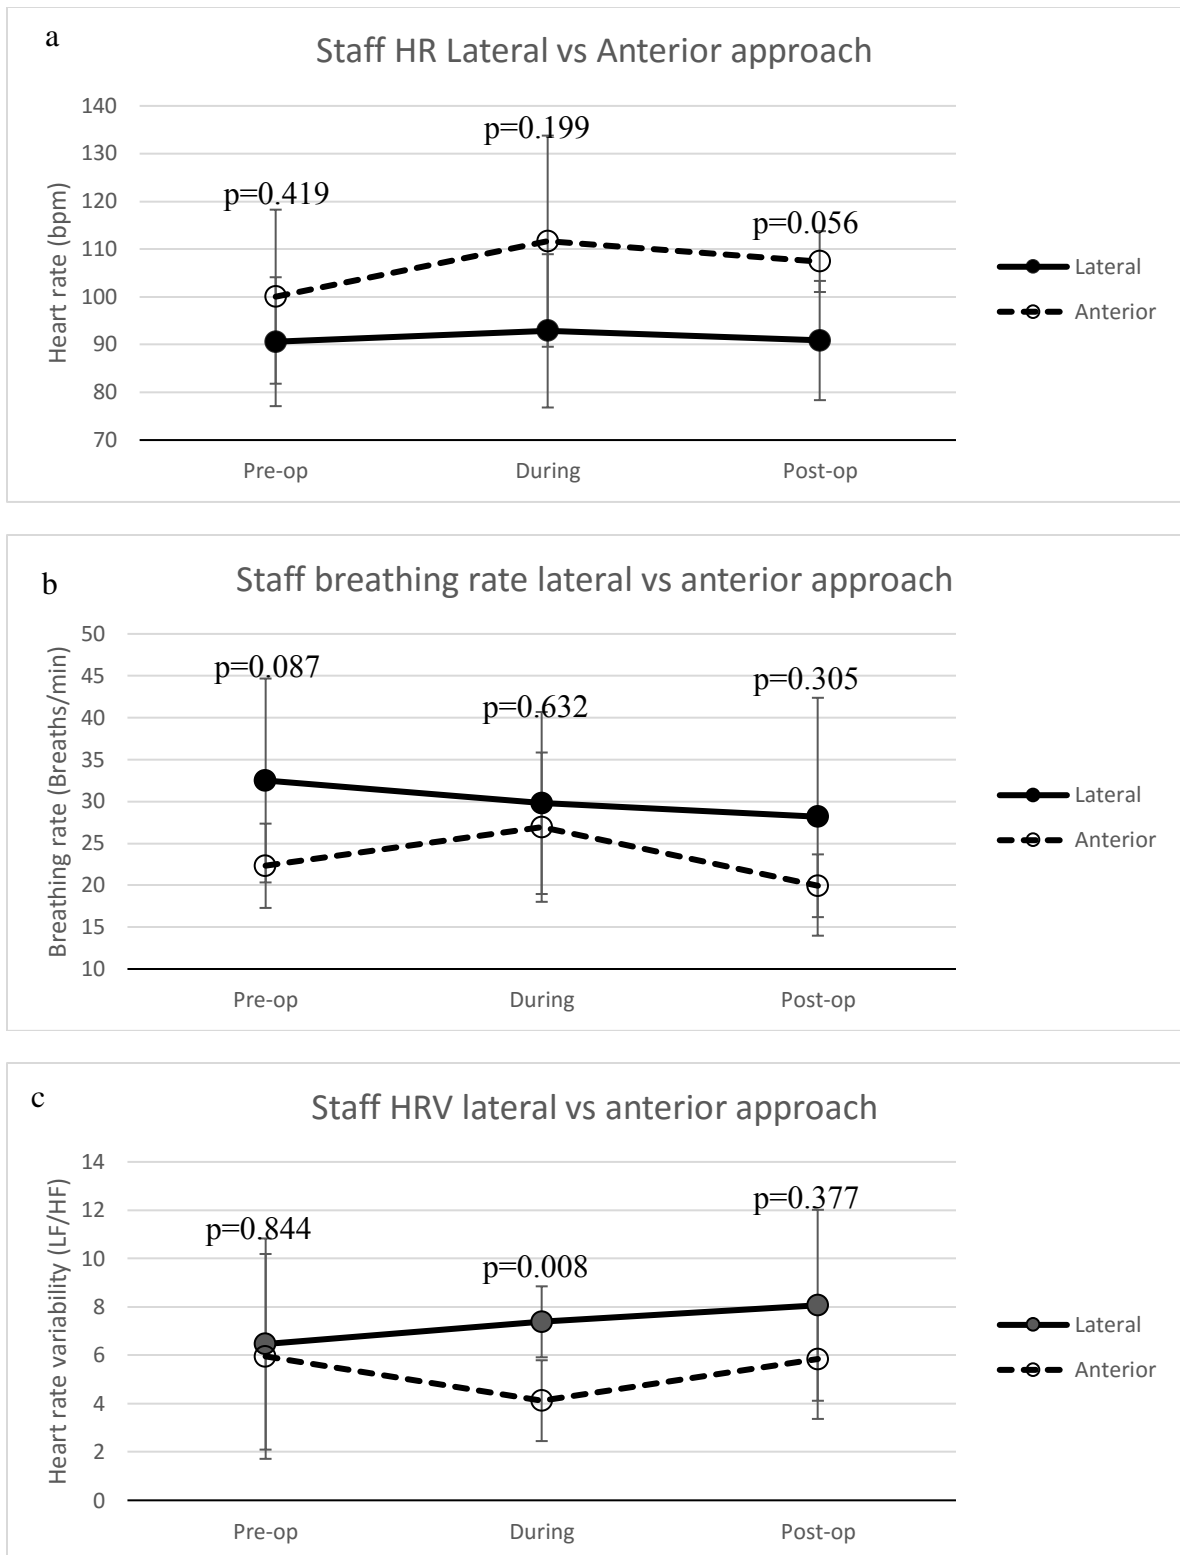 a
Staff HR Lateral vs Anterior approach
Heart rate (bpm)
140
130
120
110
100
90
80
70
p=0.419
p=0.199
p=0.056
Pre-op
During
Post-op
Lateral
Anterior
b
Staff breathing rate lateral vs anterior approach
Breathing rate (Breaths/min)
50
45
40
35
30
25
20
15
10
p=0.087
p=0.632
p=0.305
Pre-op
During
Post-op
Lateral
Anterior
c
Staff HRV lateral vs anterior approach
Heart rate variability (LF/HF)
14
12
10
8
6
4
2
0
p=0.844
p=0.008
p=0.377
Pre-op
During
Post-op
Lateral
Anterior